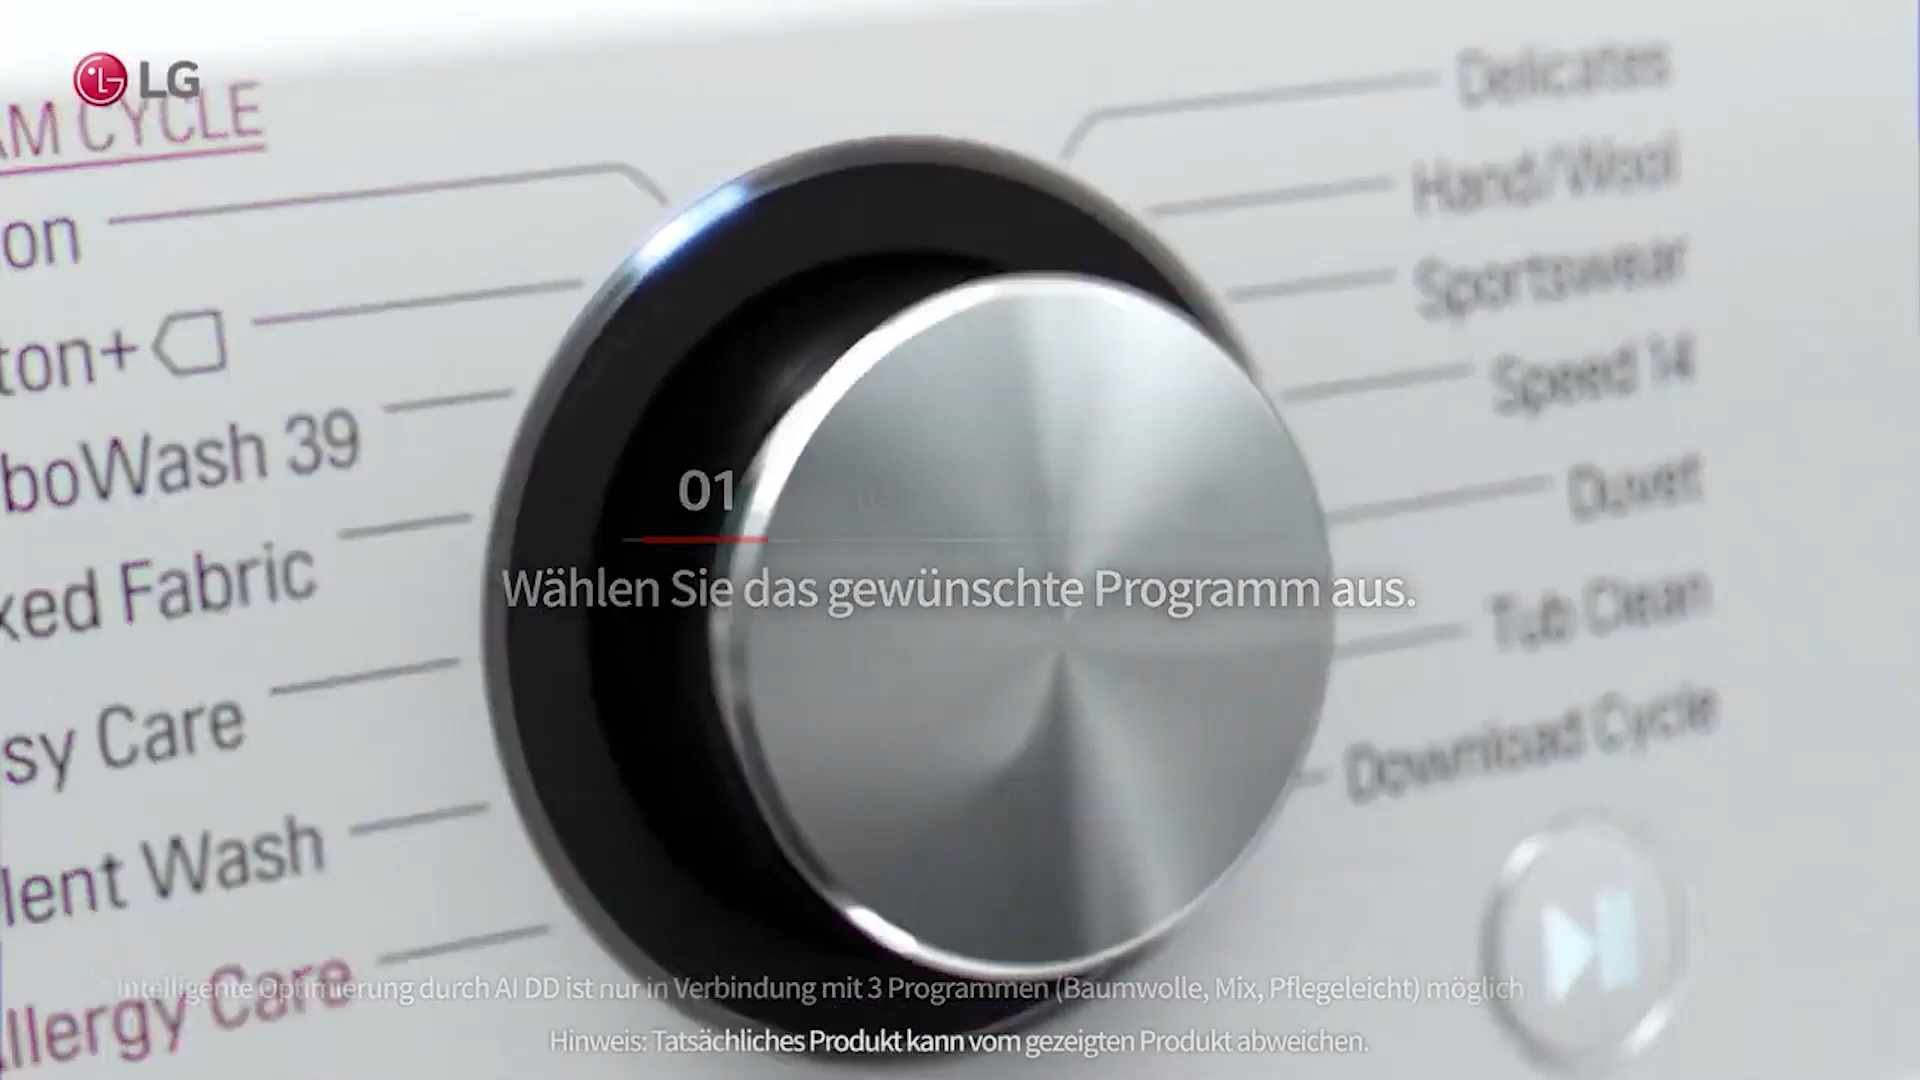 LG
AM CYCLE
on
ton+
boWash 39
ked Fabric
sy Care
lent Wash
llergy Care
Delicates
Hand/Wool
Sportswear
Speed 14
Duvet
Tub Clean
Download Cycle
01
Wählen Sie das gewünschte Programm aus.
* Intelligente Optimierung durch AI DD ist nur in Verbindung mit 3 Programmen (Baumwolle, Mix, Pflegeleicht) möglich
Hinweis: Tatsächliches Produkt kann vom gezeigten Produkt abweichen.